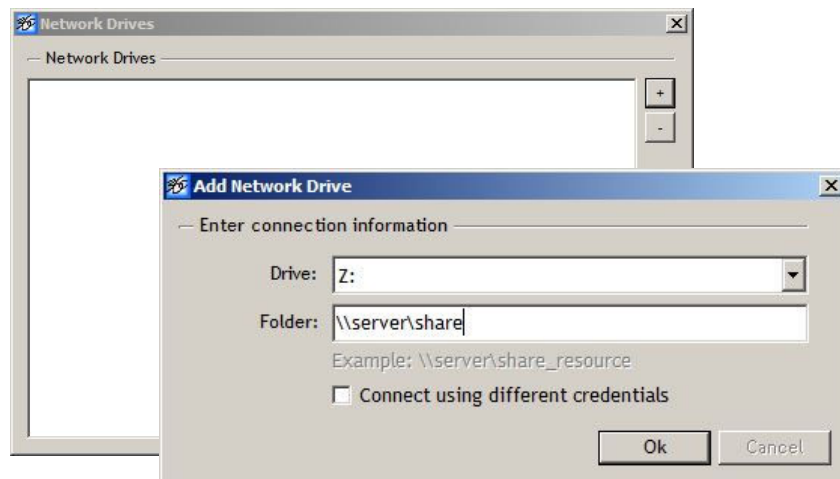 Network Drives
Network Drives
+
-
Add Network Drive
Enter connection information
Drive: Z:
Folder: \\server\share
Example: \\server\share_resource
Connect using different credentials
Ok Cancel